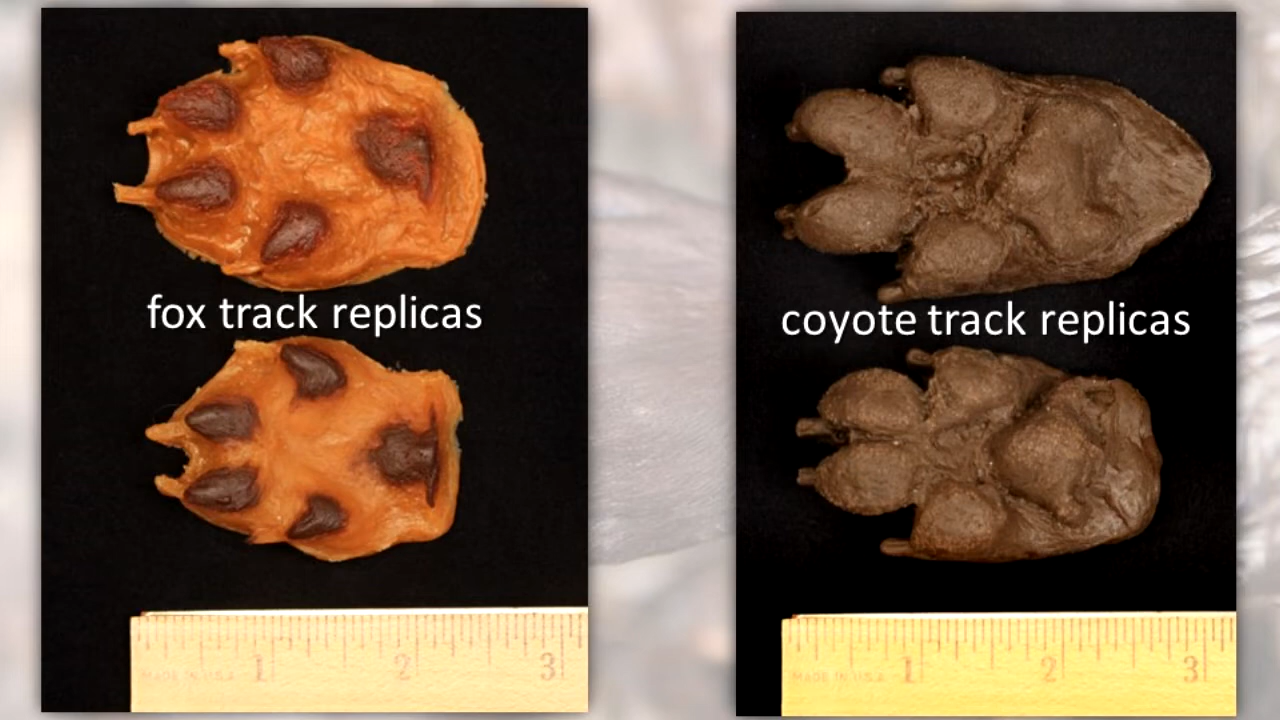 fox track replicas
1 2 3
MADE IN U.S.A
coyote track replicas
1 2 3
MADE IN U.S.A